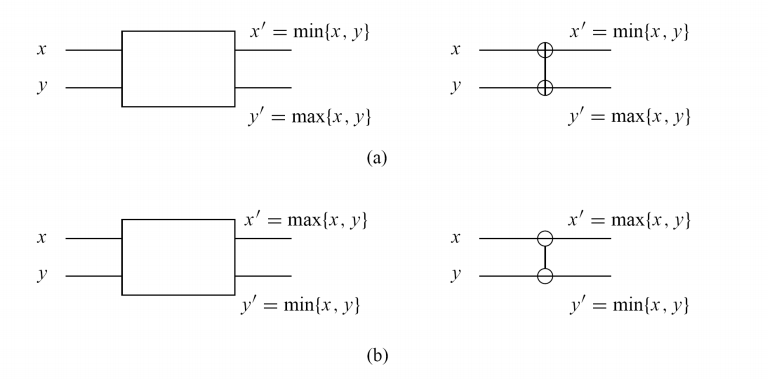 x′ = min{x, y} x′ = min{x, y}
x x
y y
y′ = max{x, y} y′ = max{x, y}
(a)
x′ = max{x, y} x′ = max{x, y}
x x
y y
y′ = min{x, y} y′ = min{x, y}
(b)